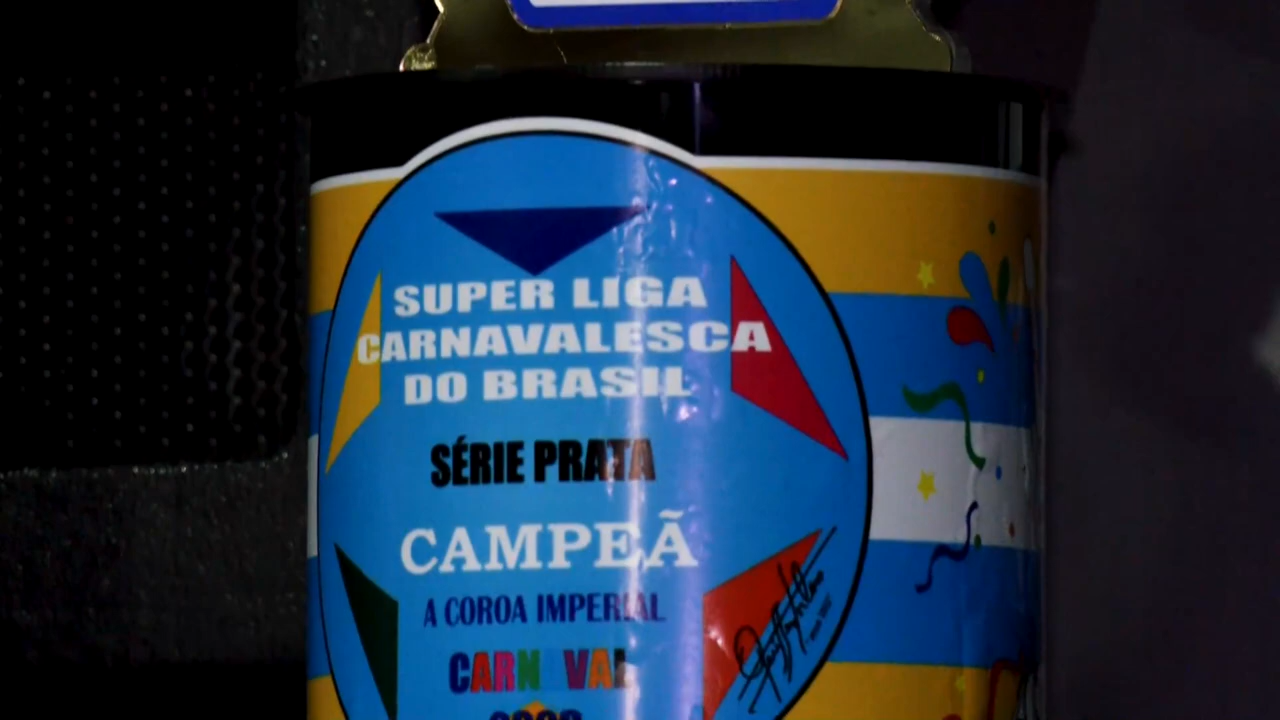 SUPER LIGA
CARNAVALESCA
DO BRASIL
SÉRIE PRATA
CAMPEÃ
A COROA IMPERIAL
CARNAVAL